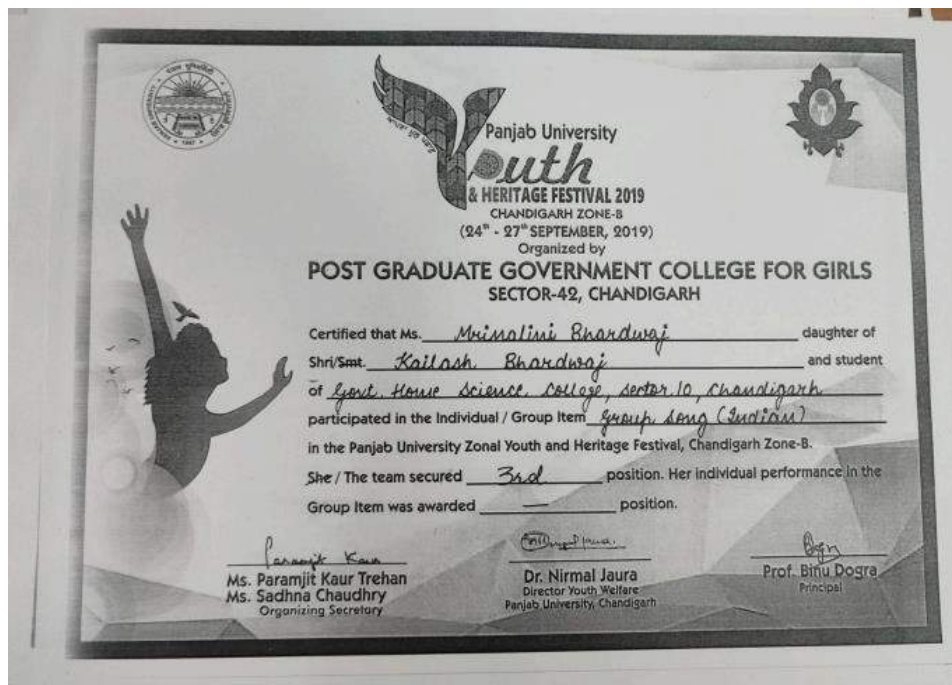 Panjab University
Youth
& HERITAGE FESTIVAL 2019
CHANDIGARH ZONE-B
(24th - 27th SEPTEMBER, 2019)
Organized by
POST GRADUATE GOVERNMENT COLLEGE FOR GIRLS
SECTOR-42, CHANDIGARH
Certified that Ms. Mrinalini Bhardwaj daughter of
Shri/Smt. Kailash Bhardwaj and student
of Govt. Home Science College, sector 10, Chandigarh
participated in the Individual / Group Item Group song (Indian)
in the Panjab University Zonal Youth and Heritage Festival, Chandigarh Zone-B.
She / The team secured 3rd position. Her individual performance in the
Group Item was awarded — position.
Paramjit Kaur
Ms. Paramjit Kaur Trehan
Ms. Sadhna Chaudhry
Organizing Secretary
Dr. Nirmal Jaura
Director Youth Welfare
Panjab University, Chandigarh
Prof. Binu Dogra
Principal